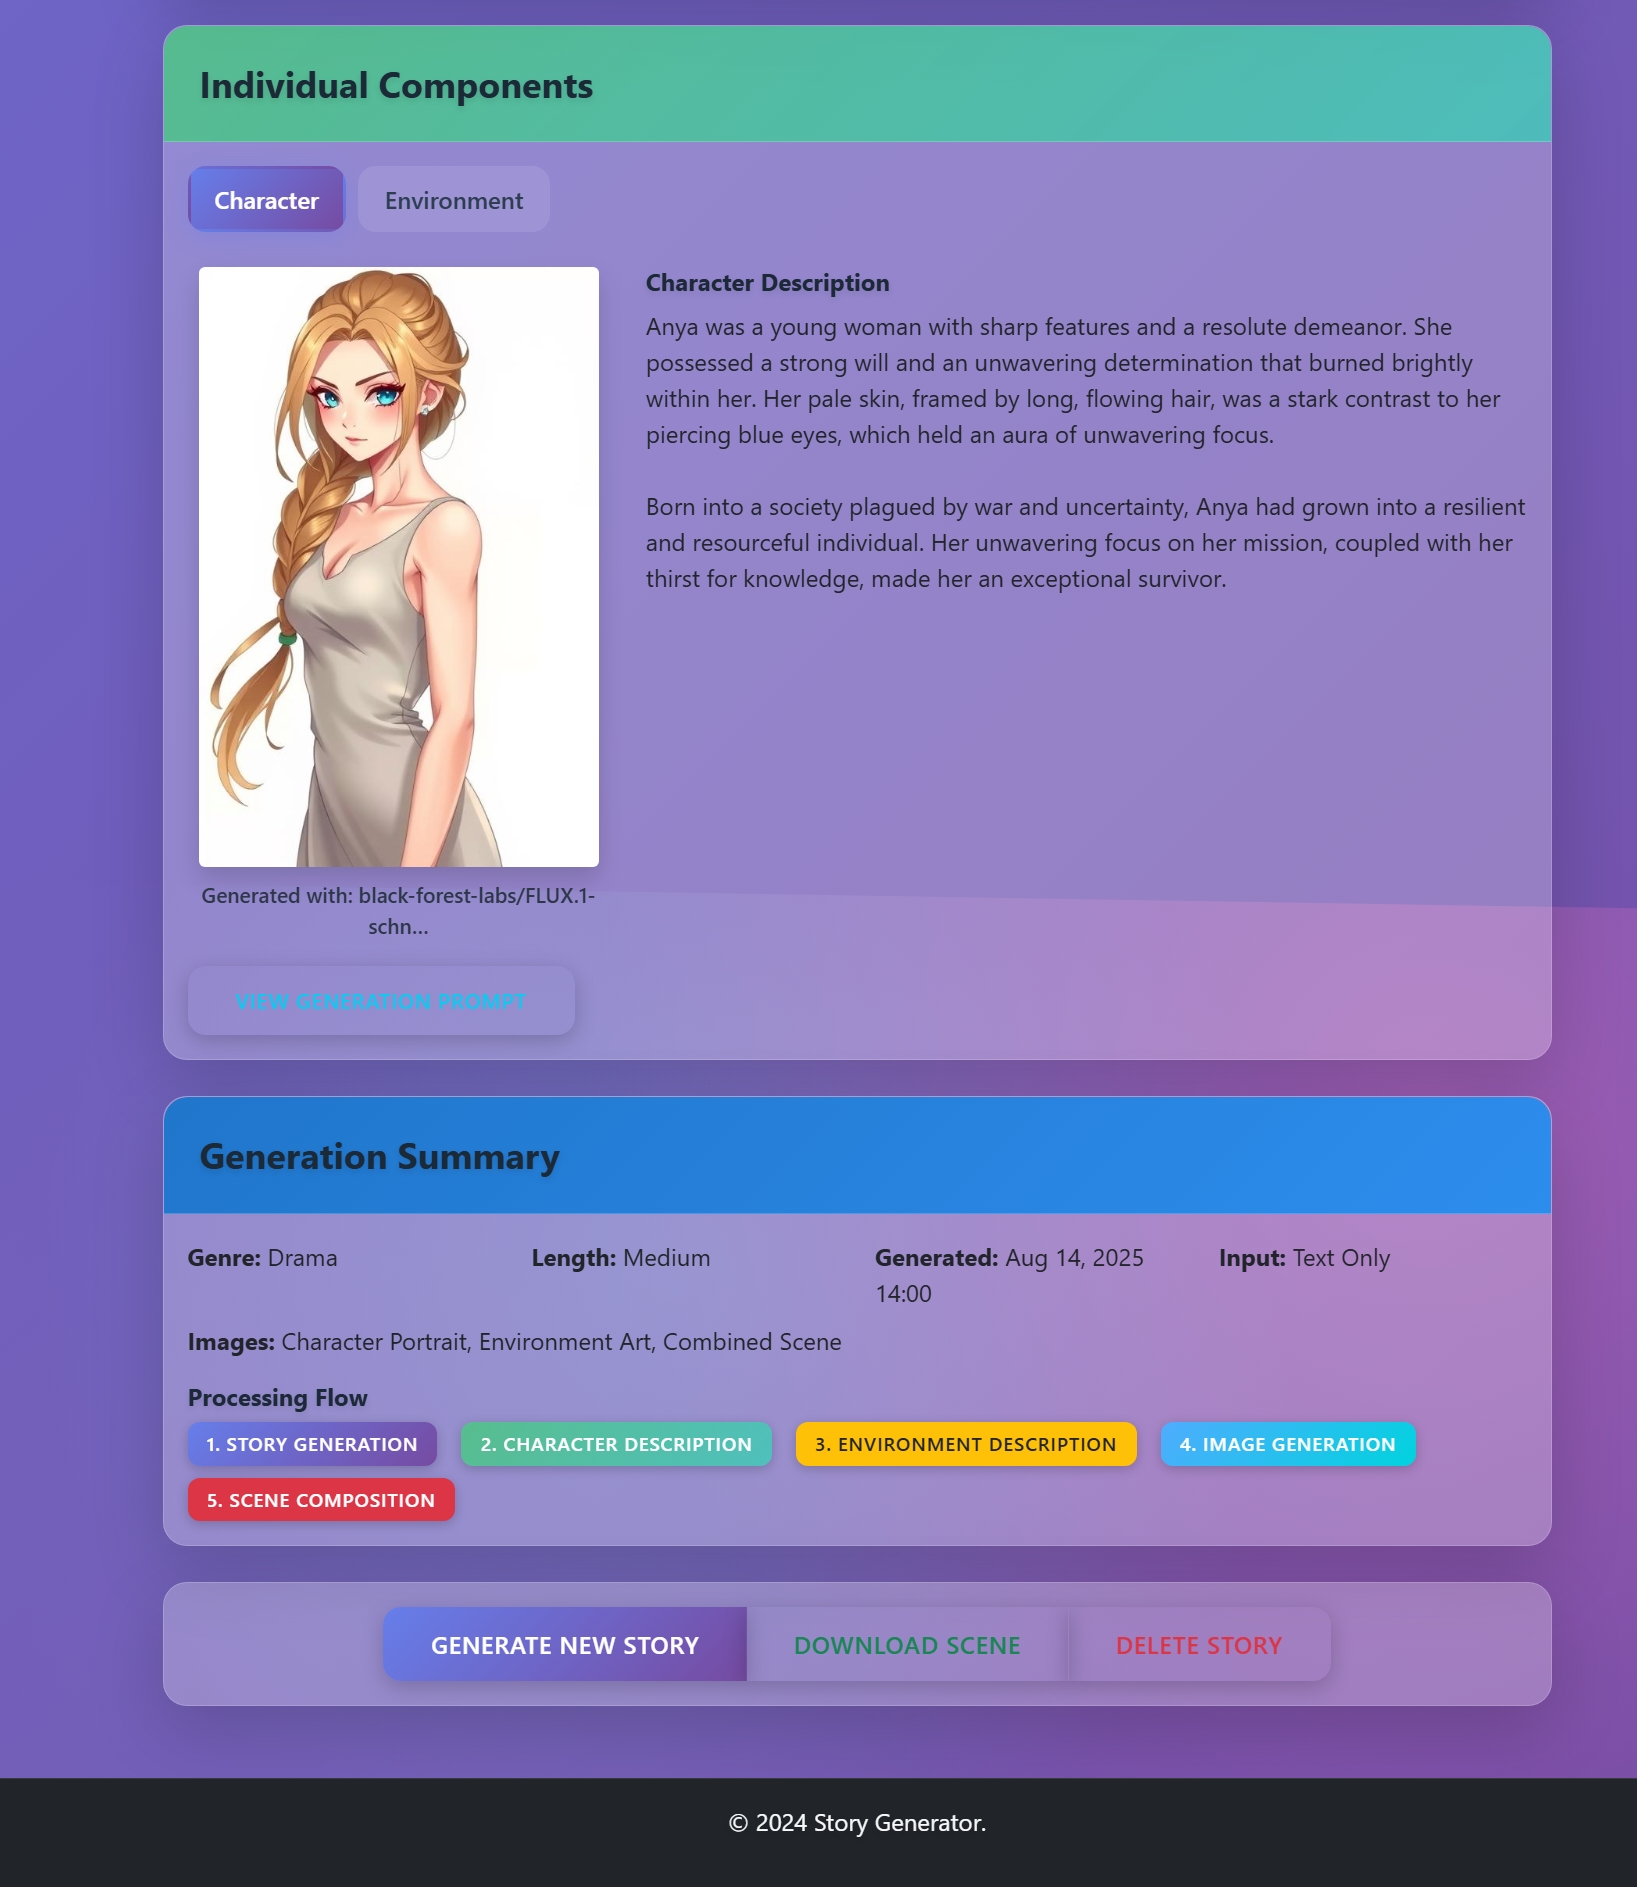 Individual Components
Character
Environment
Character Description
Anya was a young woman with sharp features and a resolute demeanor. She
possessed a strong will and an unwavering determination that burned brightly
within her. Her pale skin, framed by long, flowing hair, was a stark contrast to her
piercing blue eyes, which held an aura of unwavering focus.
Born into a society plagued by war and uncertainty, Anya had grown into a resilient
and resourceful individual. Her unwavering focus on her mission, coupled with her
thirst for knowledge, made her an exceptional survivor.
Generated with: black-forest-labs/FLUX.1-
schn...
VIEW GENERATION PROMPT
Generation Summary
Genre: Drama
Length: Medium
Generated: Aug 14, 2025
14:00
Input: Text Only
Images: Character Portrait, Environment Art, Combined Scene
Processing Flow
1. STORY GENERATION
2. CHARACTER DESCRIPTION
3. ENVIRONMENT DESCRIPTION
4. IMAGE GENERATION
5. SCENE COMPOSITION
GENERATE NEW STORY
DOWNLOAD SCENE
DELETE STORY
© 2024 Story Generator.